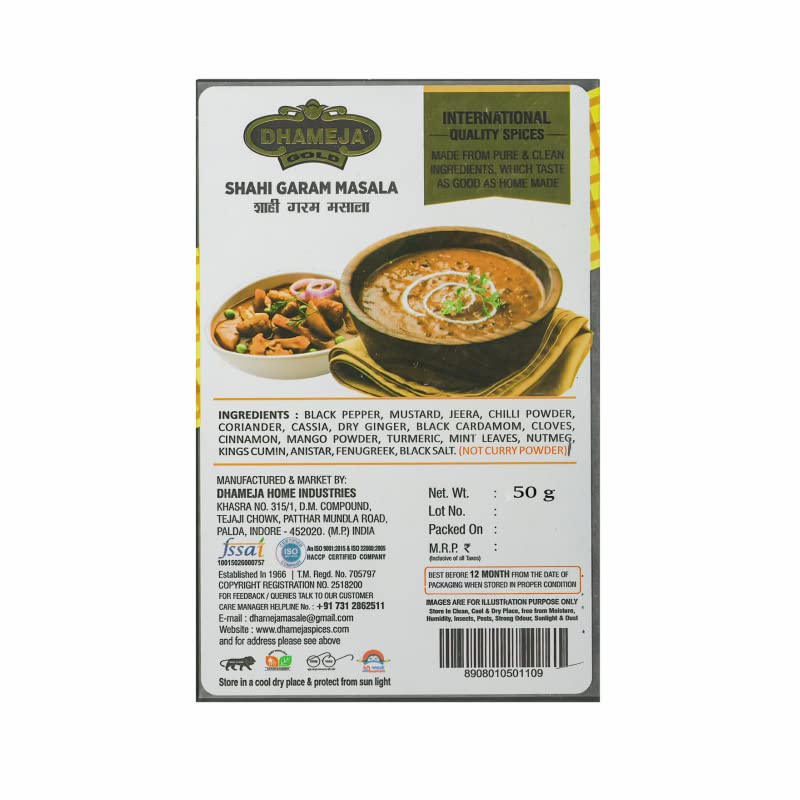 DHAMEJA
GOLD
SHAHI GARAM MASALA
शाही गरम मसाला
INTERNATIONAL
QUALITY SPICES
MADE FROM PURE & CLEAN
INGREDIENTS, WHICH TASTE
AS GOOD AS HOME MADE
INGREDIENTS : BLACK PEPPER, MUSTARD, JEERA, CHILLI POWDER,
CORIANDER, CASSIA, DRY GINGER, BLACK CARDAMOM, CLOVES,
CINNAMON, MANGO POWDER, TURMERIC, MINT LEAVES, NUTMEG,
KINGS CUMIN, ANISTAR, FENUGREEK, BLACK SALT. (NOT CURRY POWDER)
MANUFACTURED & MARKET BY:
DHAMEJA HOME INDUSTRIES
KHASRA NO. 315/1, D.M. COMPOUND,
TEJAJI CHOWK, PATTHAR MUNDLA ROAD,
PALDA, INDORE - 452020. (M.P.) INDIA
fssai
10015026000757
ISO
An ISO 9001:2015 & ISO 22000:2005
HACCP CERTIFIED COMPANY
Established In 1966 | T.M. Regd. No. 705797
COPYRIGHT REGISTRATION NO. 2518200
FOR FEEDBACK / QUERIES TALK TO OUR CUSTOMER
CARE MANAGER HELPLINE No. : +91 731 2862511
E-mail : dhamejamasale@gmail.com
Website : www.dhamejaspices.com
and for address please see above
Store in a cool dry place & protect from sun light
Net. Wt. : 50 g
Lot No. :
Packed On :
M.R.P. ₹ :
(Inclusive of all Taxes)
BEST BEFORE 12 MONTH FROM THE DATE OF
PACKAGING WHEN STORED IN PROPER CONDITION
IMAGES ARE FOR ILLUSTRATION PURPOSE ONLY
Store In Clean, Cool & Dry Place, free from Moisture,
Humidity, Insects, Pests, Strong Odour, Sunlight & Dust
8908010501109